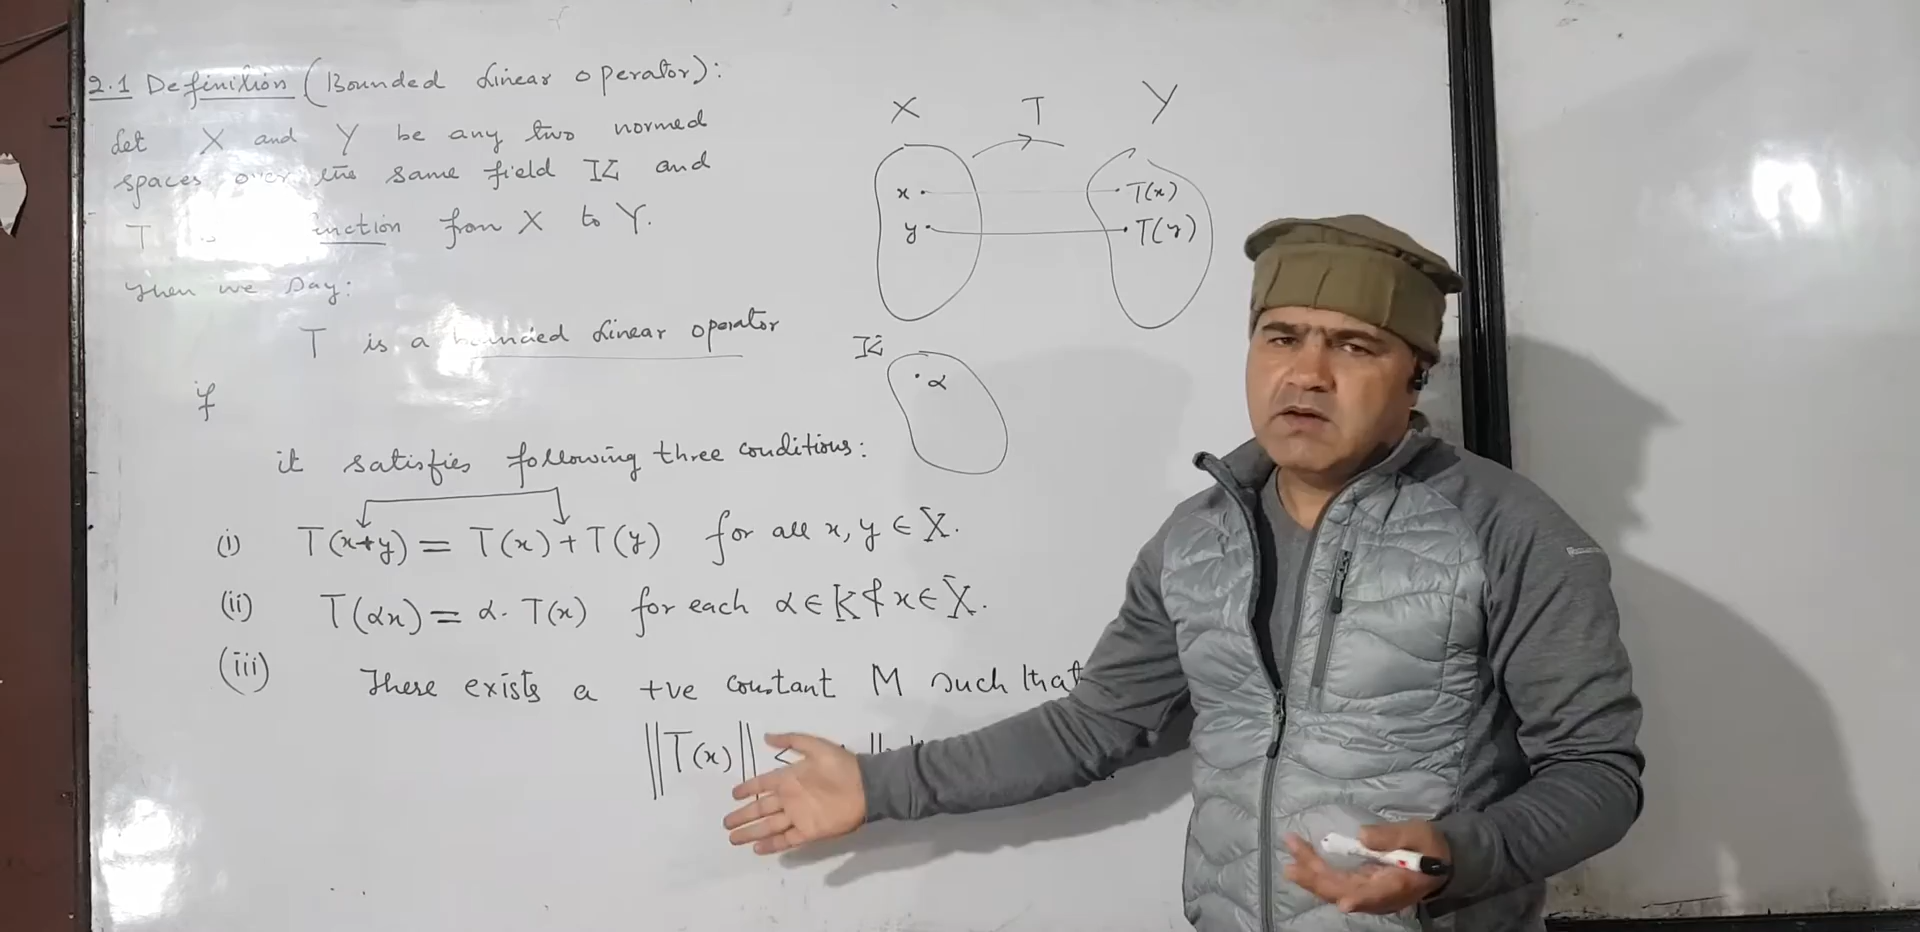 2.1 Definition (Bounded Linear operator):
Let X and Y be any two normed
spaces over the same field K and
T is function from X to Y.
Then we say:
T is a bounded Linear operator
if
it satisfies following three conditions:
(i) T(x+y) = T(x)+T(y) for all x, y ∈ X.
(ii) T(αx) = α. T(x) for each α ∈ K & x ∈ X.
(iii) There exists a +ve constant M such that
||T(x)||
X T Y
x T(x)
y T(y)
K
α